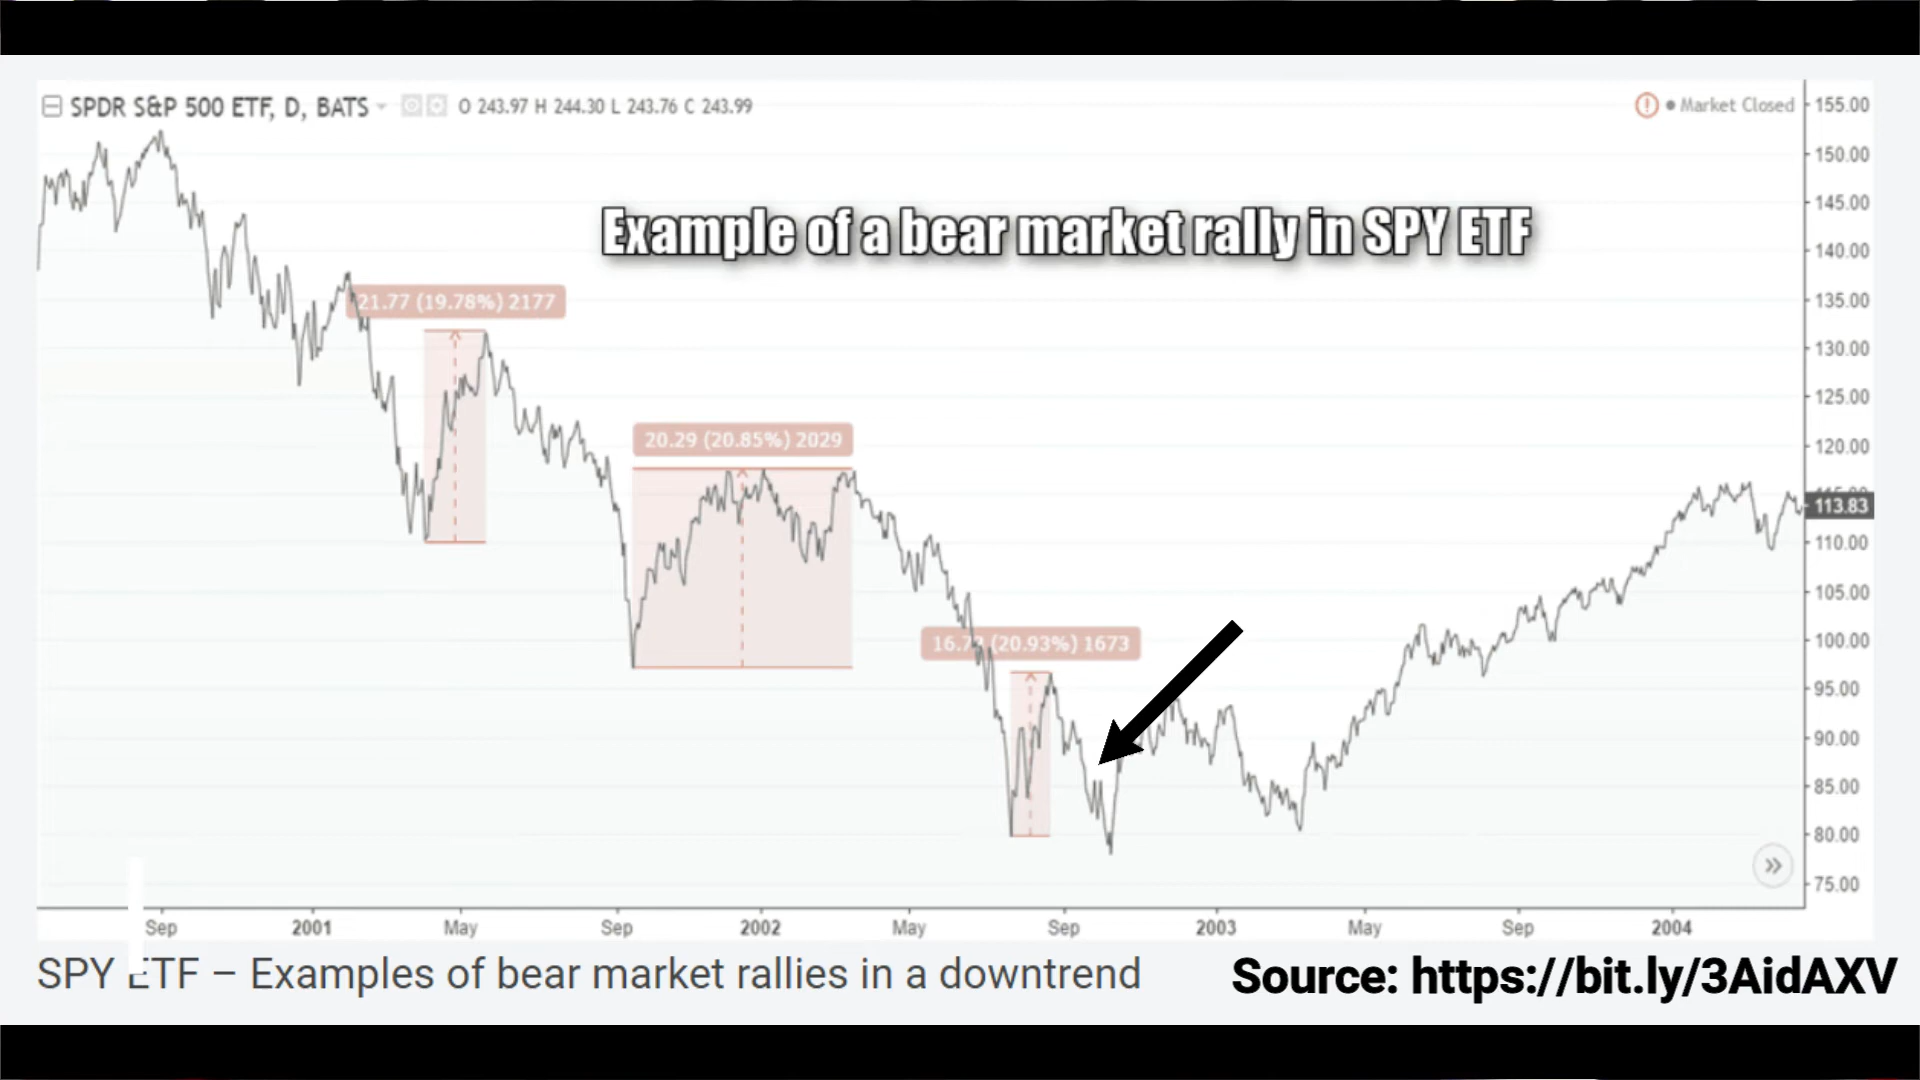 SPDR S&P 500 ETF, D, BATS O 243.97 H 244.30 L 243.76 C 243.99
Market Closed
155.00
150.00
145.00
140.00
135.00
130.00
125.00
120.00
113.83
110.00
105.00
100.00
95.00
90.00
85.00
80.00
75.00
Example of a bear market rally in SPY ETF
21.77 (19.78%) 2177
20.29 (20.85%) 2029
(20.93%) 1673
Sep 2001 May Sep 2002 May Sep 2003 May Sep 2004
SPY ETF – Examples of bear market rallies in a downtrend
Source: https://bit.ly/3AidAXV